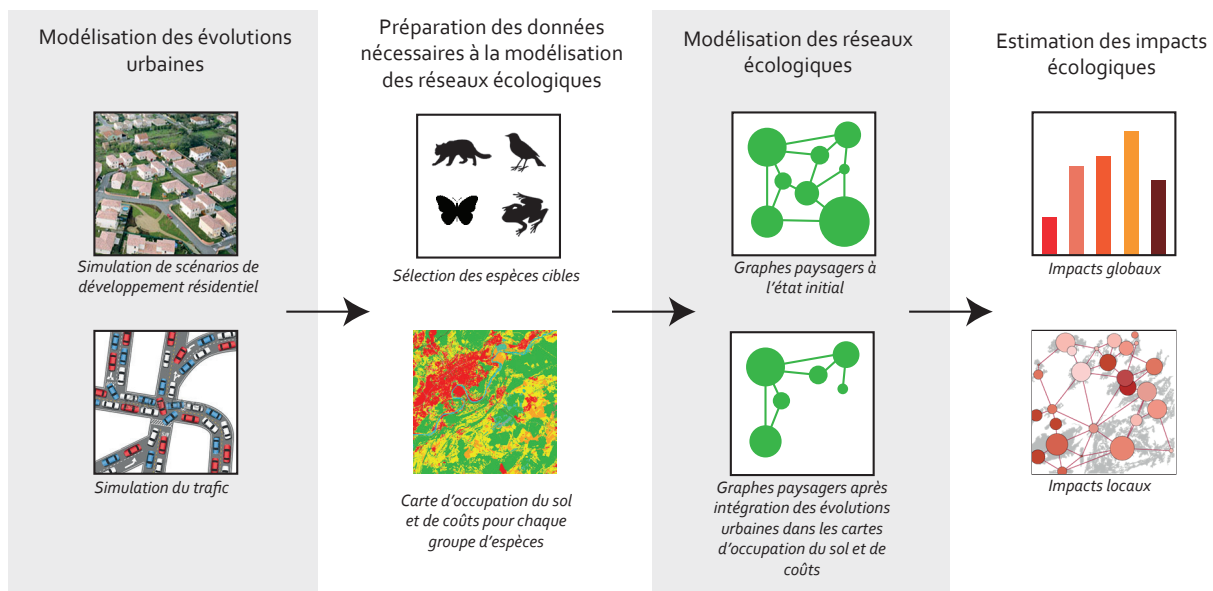 Modélisation des évolutions
urbaines
Simulation de scénarios de
développement résidentiel
Simulation du trafic
Préparation des données
nécessaires à la modélisation
des réseaux écologiques
Sélection des espèces cibles
Carte d'occupation du sol
et de coûts pour chaque
groupe d'espèces
Modélisation des réseaux
écologiques
Graphes paysagers à
l'état initial
Graphes paysagers après
intégration des évolutions
urbaines dans les cartes
d'occupation du sol et de
coûts
Estimation des impacts
écologiques
Impacts globaux
Impacts locaux